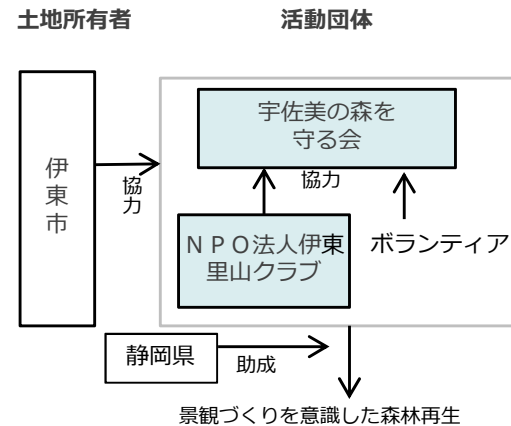 土地所有者
活動団体
宇佐美の森を
守る会
伊東市
協力
協力
ＮＰＯ法人伊東
里山クラブ
ボランティア
静岡県
助成
景観づくりを意識した森林再生